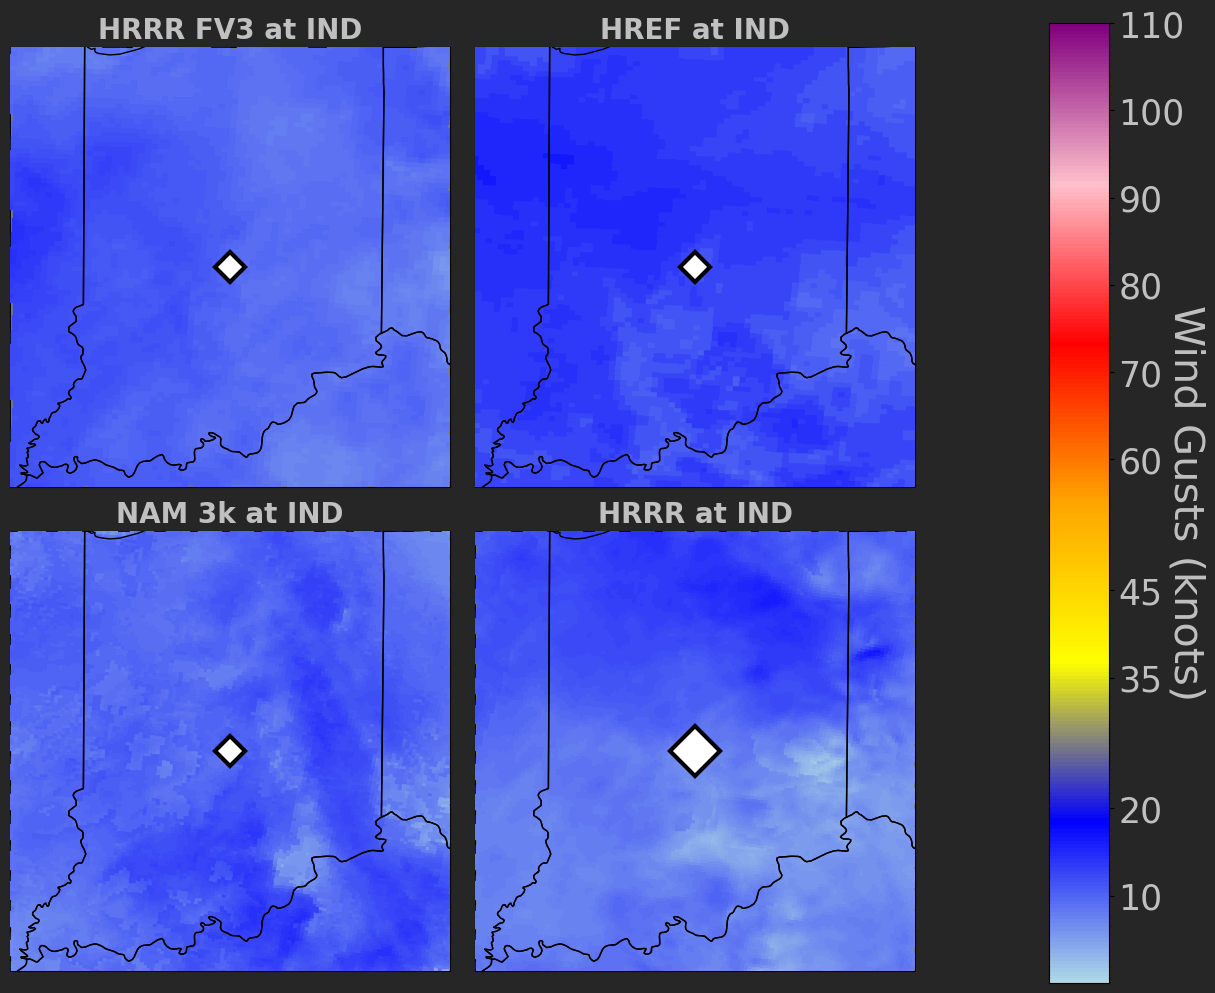 HRRR FV3 at IND
HREF at IND
NAM 3k at IND
HRRR at IND
110
100
90
80
70
60
45
35
20
10
Wind Gusts (knots)